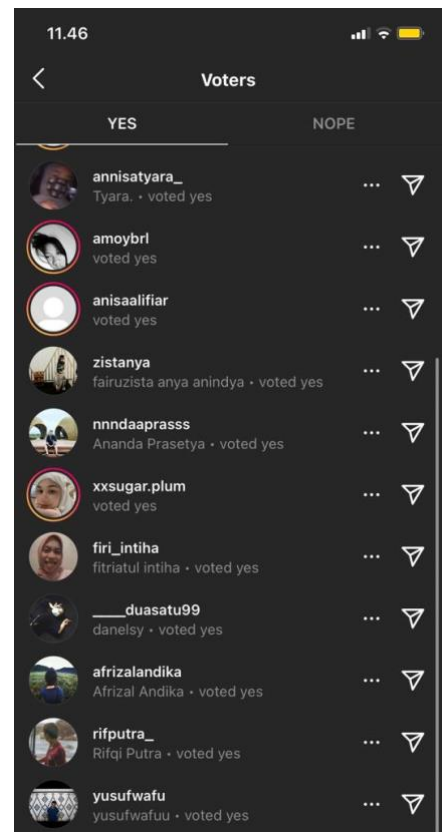 11.46
Voters
YES
NOPE
annisatyara_
Tyara. • voted yes
amoybrl
voted yes
anisaalifiar
voted yes
zistanya
fairuzista anya anindya • voted yes
nnndaaprasss
Ananda Prasetya • voted yes
xxsugar.plum
voted yes
firi_intiha
fitriatul intiha • voted yes
____duasatu99
danelsy • voted yes
afrizalandika
Afrizal Andika • voted yes
rifputra_
Rifqi Putra • voted yes
yusufwafu
yusufwafuu • voted yes